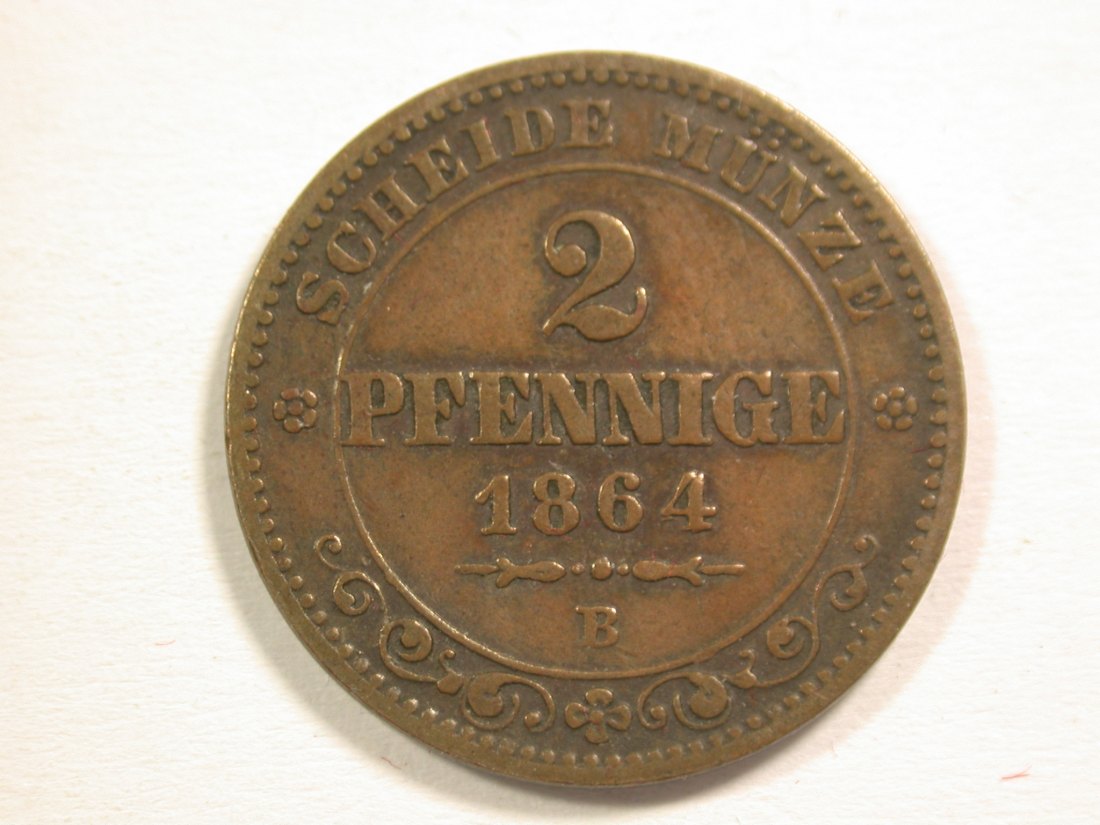 SCHEIDE MÜNZE
2
PFENNIGE
1864
B